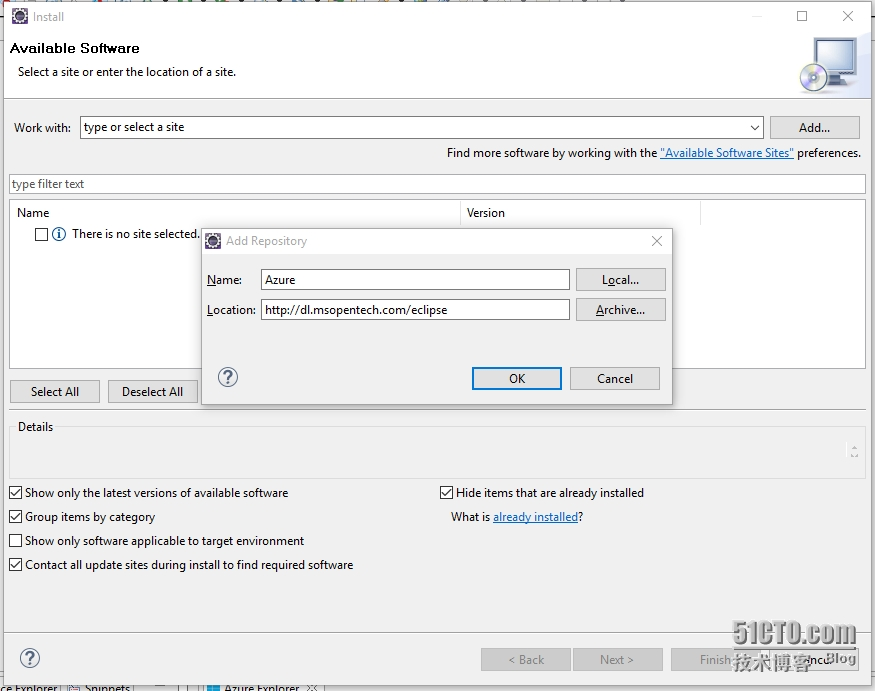 Install
Available Software
Select a site or enter the location of a site.
Work with: type or select a site Add...
Find more software by working with the "Available Software Sites" preferences.
type filter text
Name Version
There is no site selected.
Add Repository
Name: Azure Local...
Location: http://dl.msopentech.com/eclipse Archive...
OK Cancel
Select All Deselect All
Details
Show only the latest versions of available software Hide items that are already installed
Group items by category What is already installed?
Show only software applicable to target environment
Contact all update sites during install to find required software
< Back Next > Finish
51CTO.com
技术博客 Blog
Explorer Snippets Azure Explorer